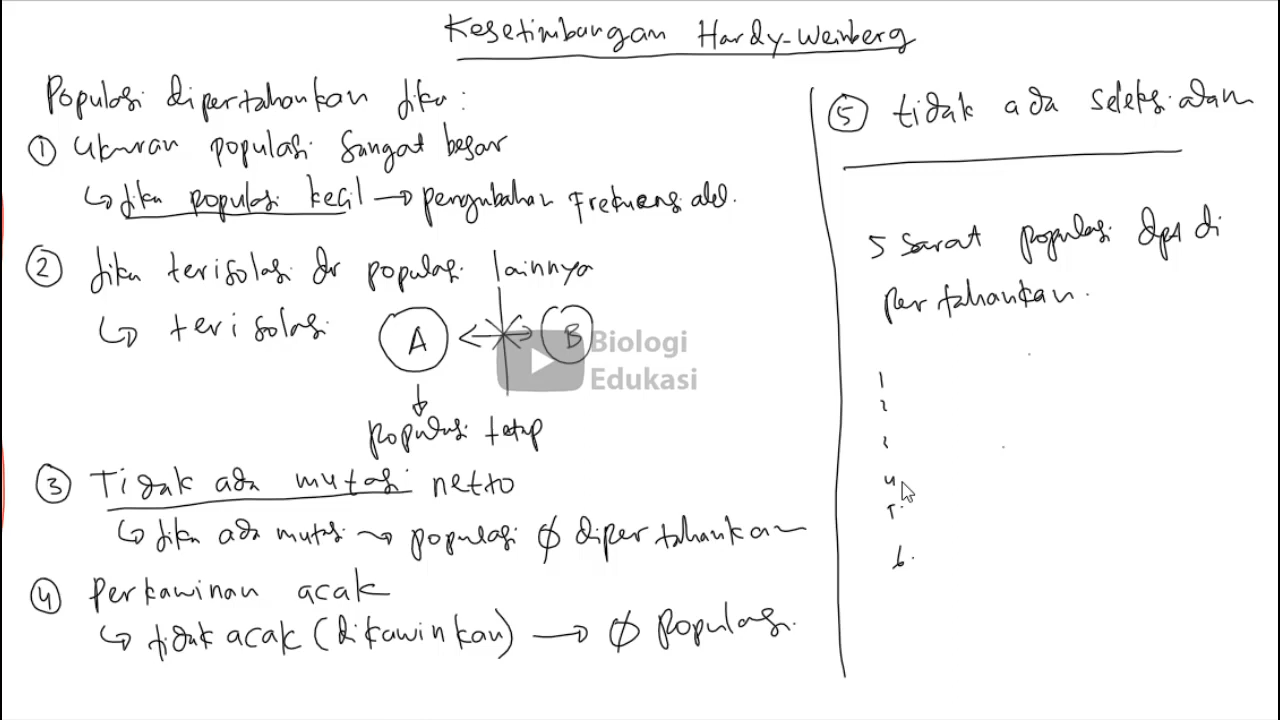 Kesetimbangan Hardy-Weinberg
Populasi dipertahankan jika :
① Ukuran populasi sangat besar
↳ Jika populasi kecil → pengubahan Frekuensi alel.
② Jika terisolasi dr populasi lainnya
↳ terisolasi
A
B
populasi tetap
③ Tidak ada mutasi netto
↳ Jika ada mutasi → populasi ∅ dipertahankan
④ Perkawinan acak
↳ tidak acak (dikawinkan) → ∅ populasi.
⑤ tidak ada seleksi alam
5 Sarat populasi dpt di
pertahankan.
1
2
3
4
5.
6.
Biologi
Edukasi